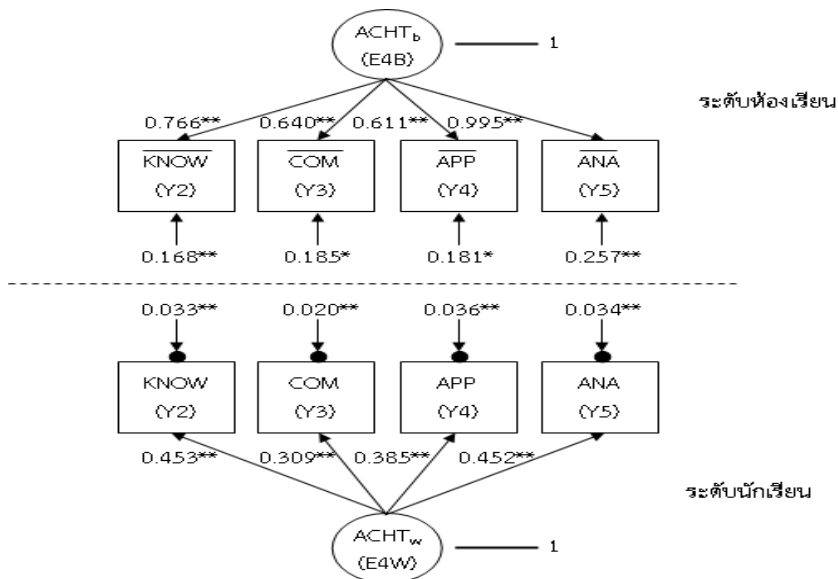 ACHTb
(E4B)
1
ระดับห้องเรียน
0.766** 0.640** 0.611** 0.995**
KNOW COM APP ANA
(Y2) (Y3) (Y4) (Y5)
0.168** 0.185* 0.181* 0.257**
0.033** 0.020** 0.036** 0.034**
KNOW COM APP ANA
(Y2) (Y3) (Y4) (Y5)
0.453** 0.309** 0.385** 0.452**
ระดับนักเรียน
ACHTw
(E4W)
1